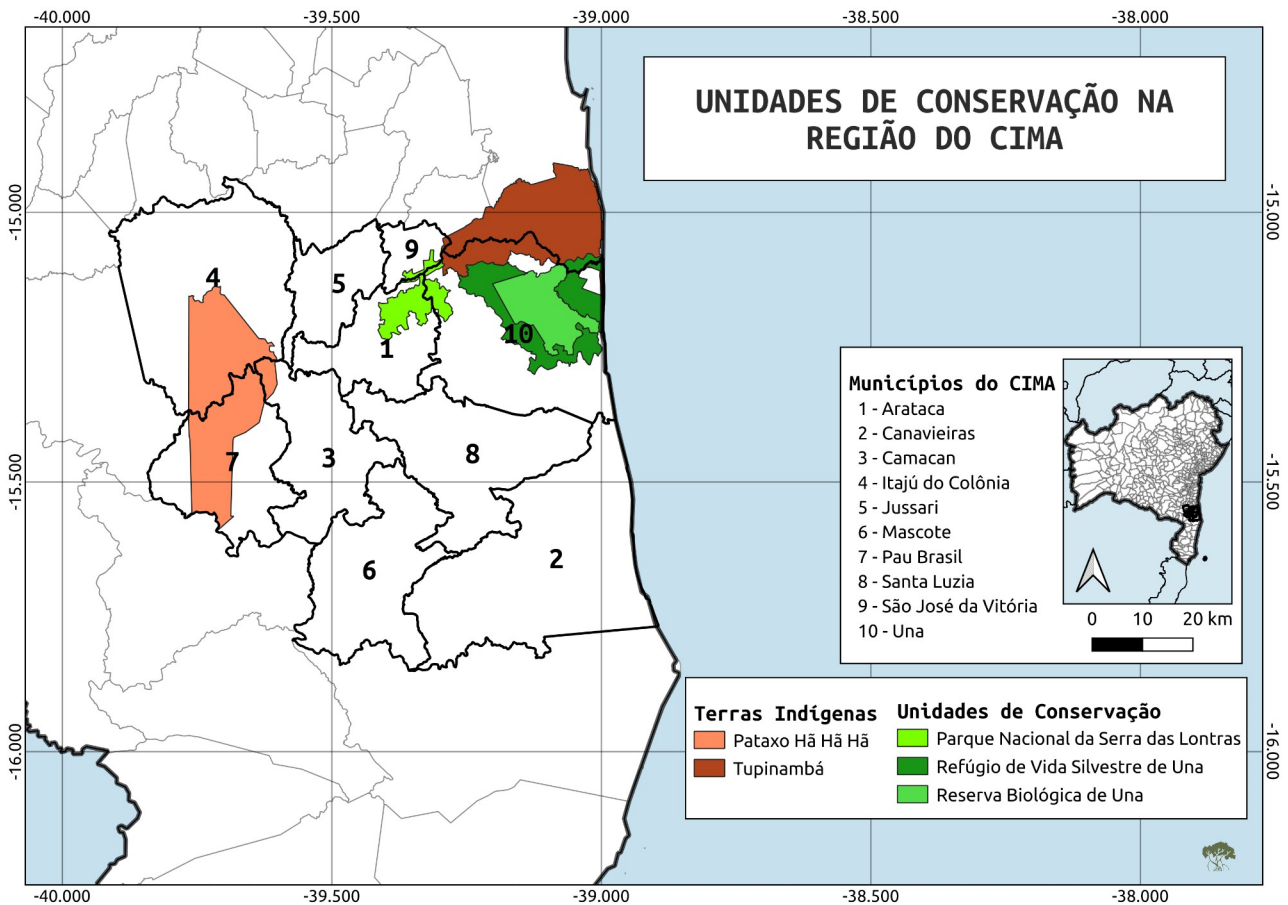 -40.000
-39.500
-39.000
-38.500
-38.000
UNIDADES DE CONSERVAÇÃO NA
REGIÃO DO CIMA
-15.000
-15.000
9
4
5
10
1
7
3
8
-15.500
-15.500
2
6
Municípios do CIMA
1 - Arataca
2 - Canavieiras
3 - Camacan
4 - Itajú do Colônia
5 - Jussari
6 - Mascote
7 - Pau Brasil
8 - Santa Luzia
9 - São José da Vitória
10 - Una
0 10 20 km
Terras Indígenas
Pataxo Hã Hã Hã
Tupinambá
Unidades de Conservação
Parque Nacional da Serra das Lontras
Refúgio de Vida Silvestre de Una
Reserva Biológica de Una
-16.000
-16.000
-40.000
-39.500
-39.000
-38.500
-38.000